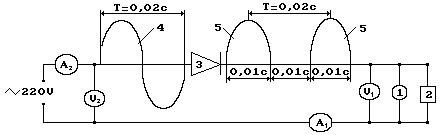 T=0,02c
5
T=0,02c
5
4
A₂
3
0,01c
0,01c
0,01c
~220V
V₂
V₁
1
2
A₁